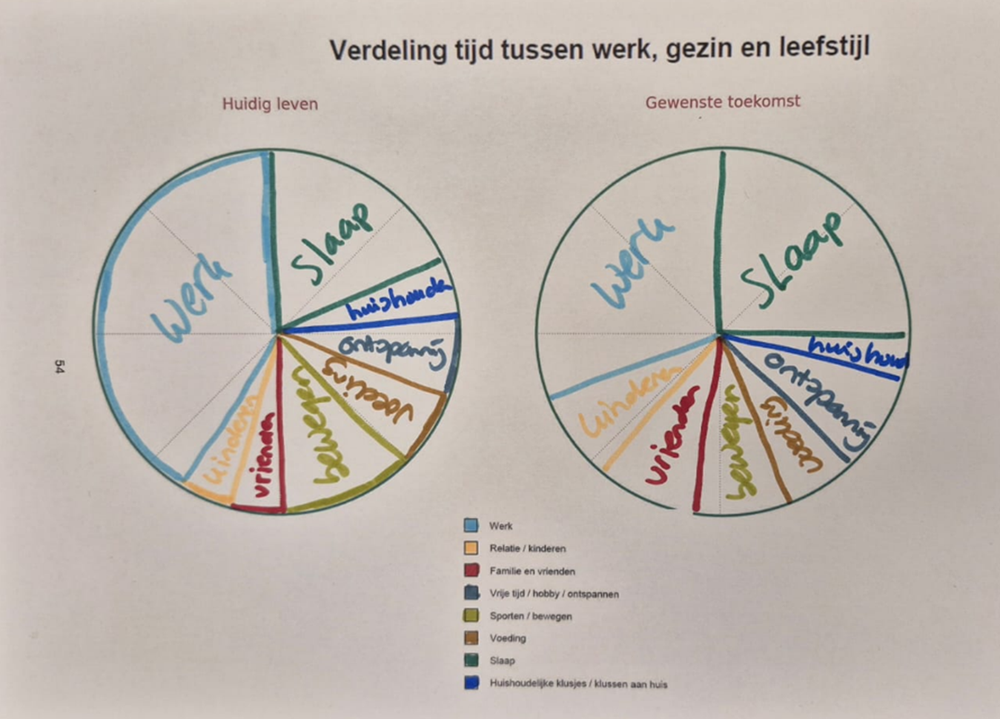 Verdeling tijd tussen werk, gezin en leefstijl
Huidig leven
Gewenste toekomst
Werk
Slaap
huishouden
ontspannij
voeding
bewegen
vrienden
kinderen
Werk
SLaap
huishoud
ontspannij
voeding
bewegen
vrienden
kinderen
54
Werk
Relatie / kinderen
Familie en vrienden
Vrije tijd / hobby / ontspannen
Sporten / bewegen
Voeding
Slaap
Huishoudelijke klusjes / klussen aan huis